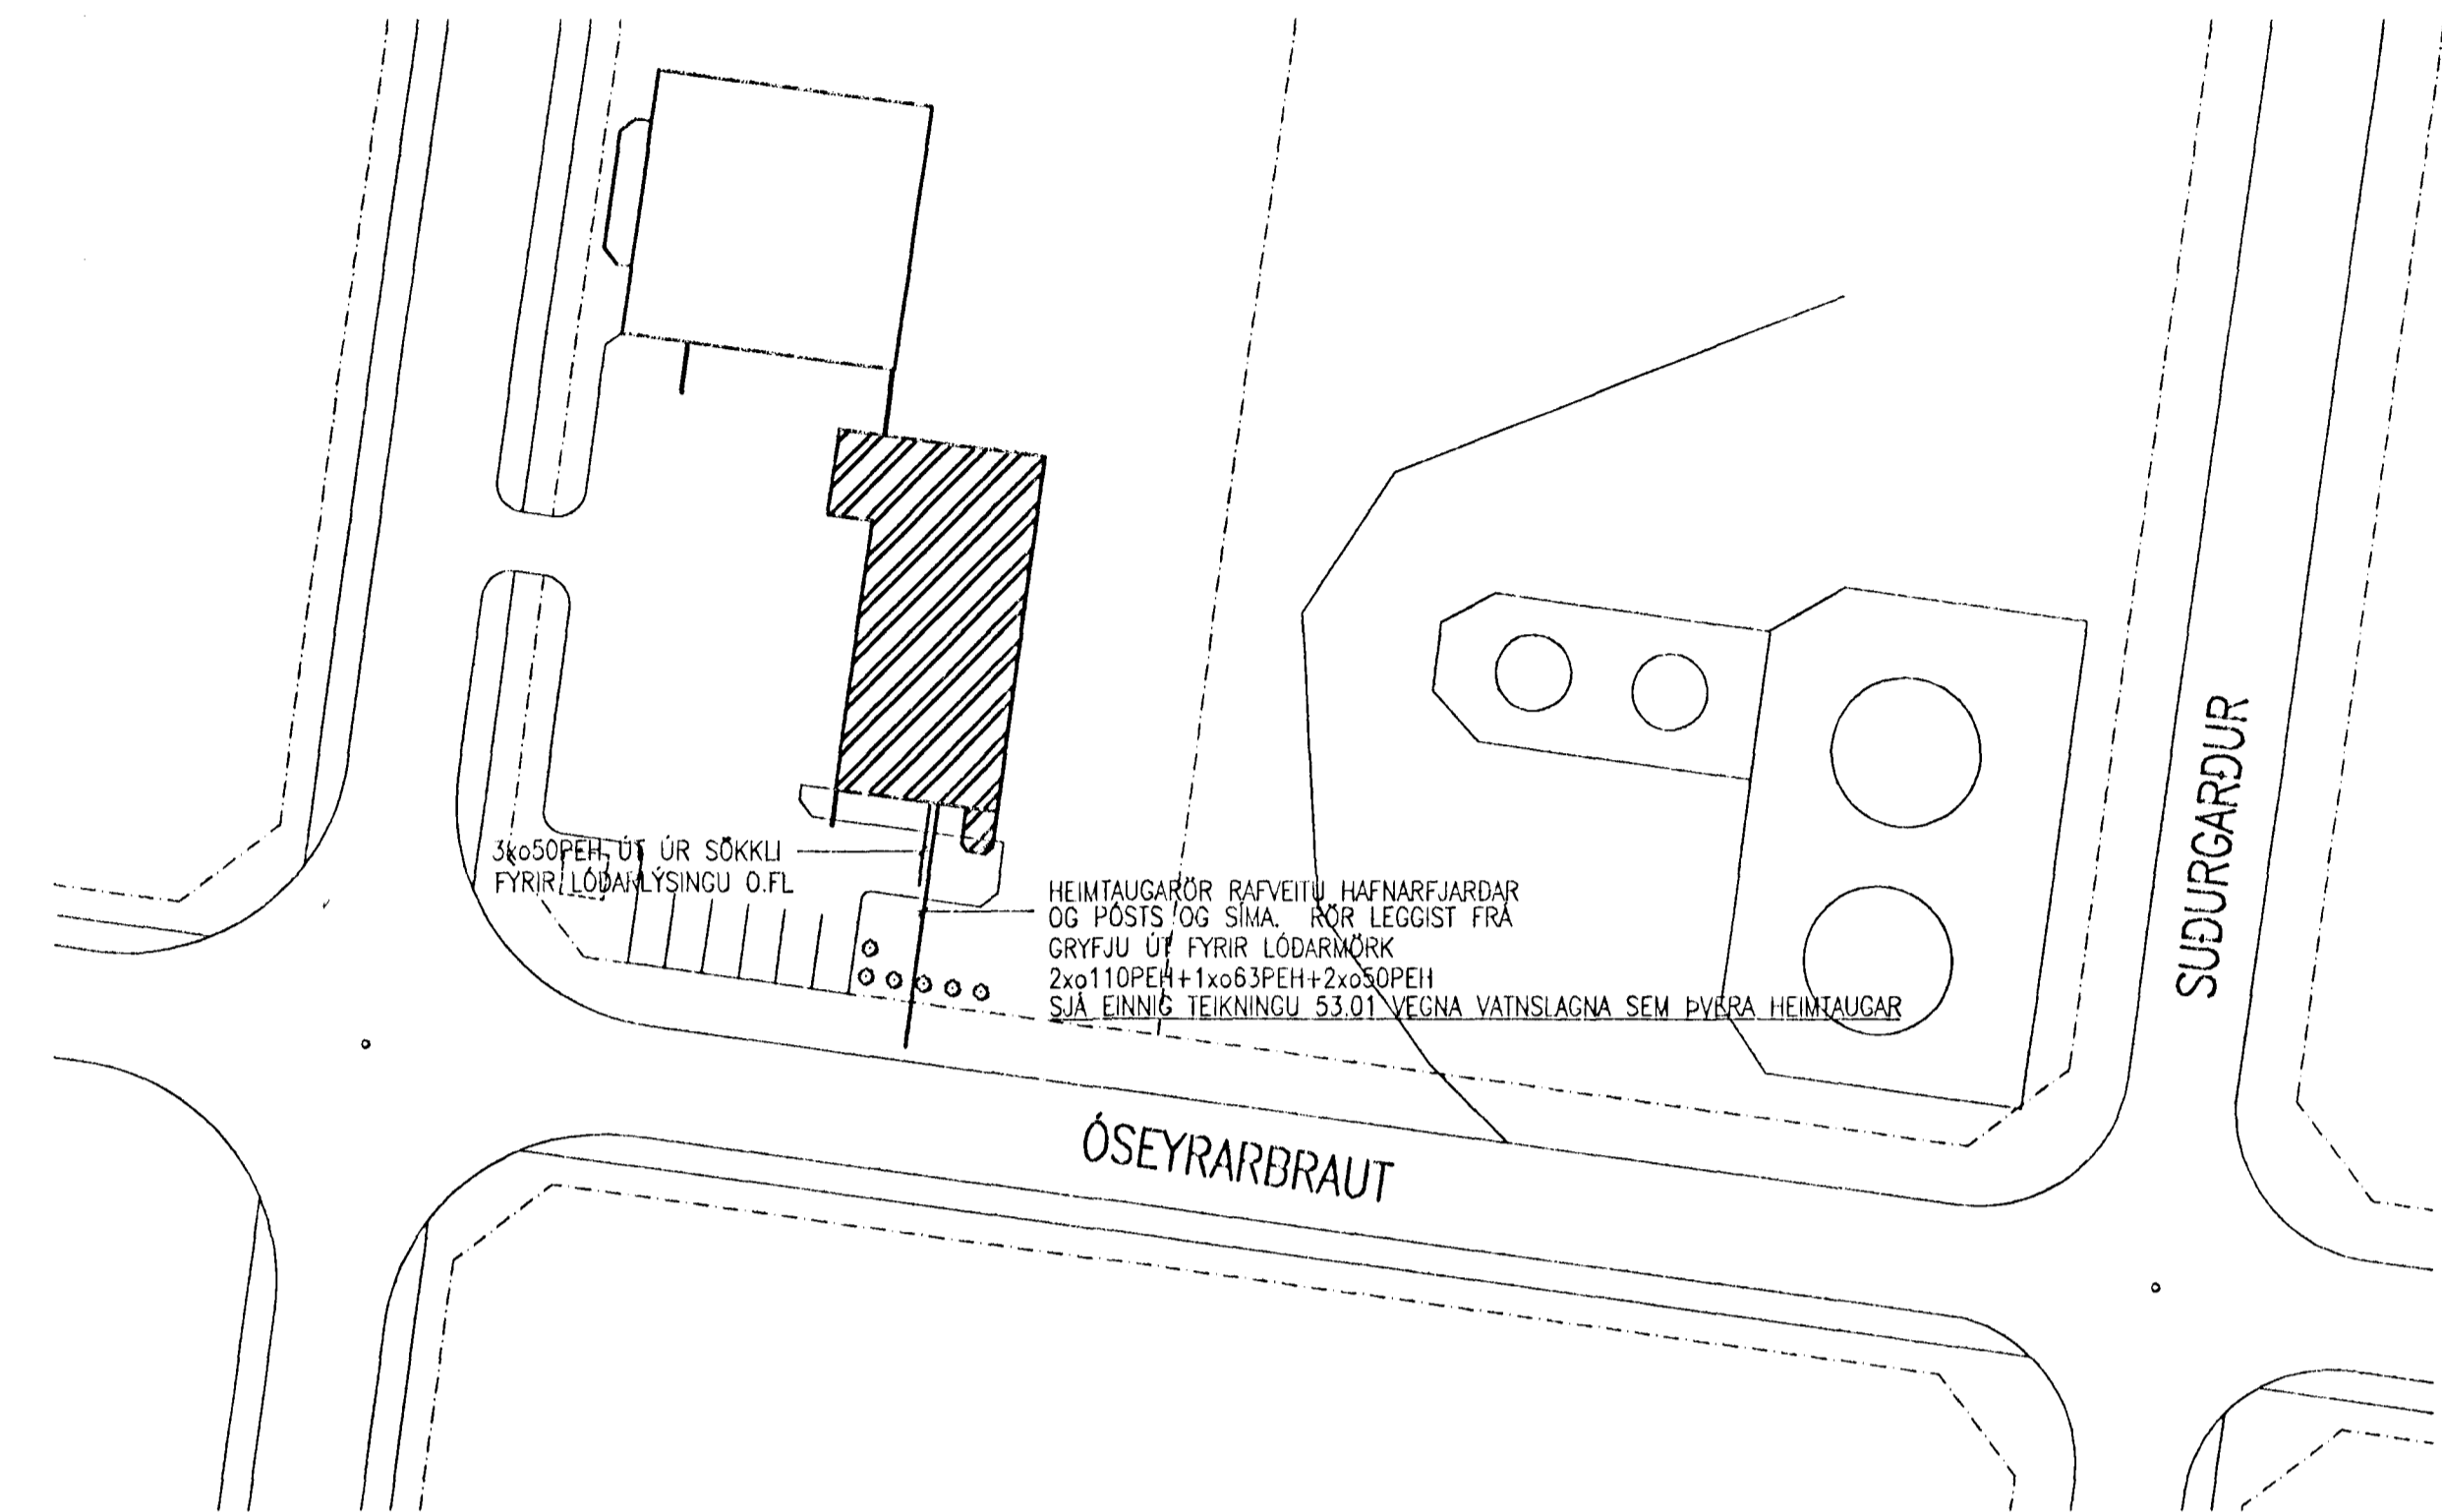 3xo50PEH ÚT ÚR SÖKKLI
FYRIR LÓÐARLÝSINGU O.FL
HEIMTAUGARÖR RAFVEITU HAFNARFJARÐAR
OG PÓSTS OG SÍMA. RÖR LEGGIST FRÁ
GRYFJU ÚT FYRIR LÓÐARMÖRK
2xo110PEH+1xo63PEH+2xo50PEH
SJÁ EINNIG TEIKNINGU 53.01 VEGNA VATNSLAGNA SEM ÞVERA HEIMTAUGAR
ÓSEYRARBRAUT
SUÐURGARÐUR